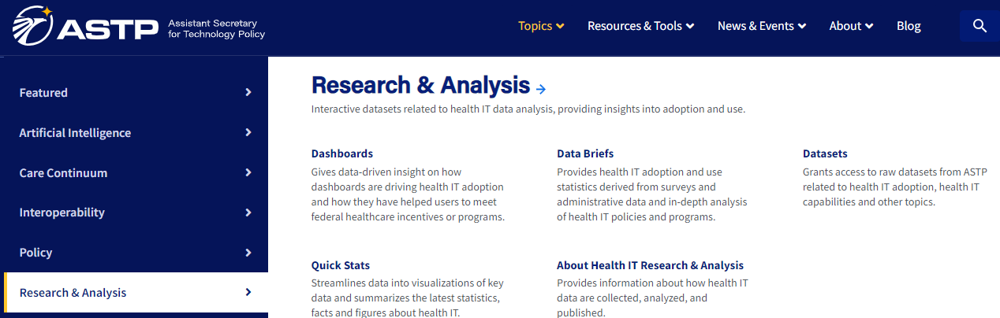 ASTP
Assistant Secretary
for Technology Policy
Topics
Resources & Tools
News & Events
About
Blog
Featured
Artificial Intelligence
Care Continuum
Interoperability
Policy
Research & Analysis
Research & Analysis
Interactive datasets related to health IT data analysis, providing insights into adoption and use.
Dashboards
Gives data-driven insight on how
dashboards are driving health IT adoption
and how they have helped users to meet
federal healthcare incentives or programs.
Data Briefs
Provides health IT adoption and use
statistics derived from surveys and
administrative data and in-depth analysis
of health IT policies and programs.
Datasets
Grants access to raw datasets from ASTP
related to health IT adoption, health IT
capabilities and other topics.
Quick Stats
Streamlines data into visualizations of key
data and summarizes the latest statistics,
facts and figures about health IT.
About Health IT Research & Analysis
Provides information about how health IT
data are collected, analyzed, and
published.